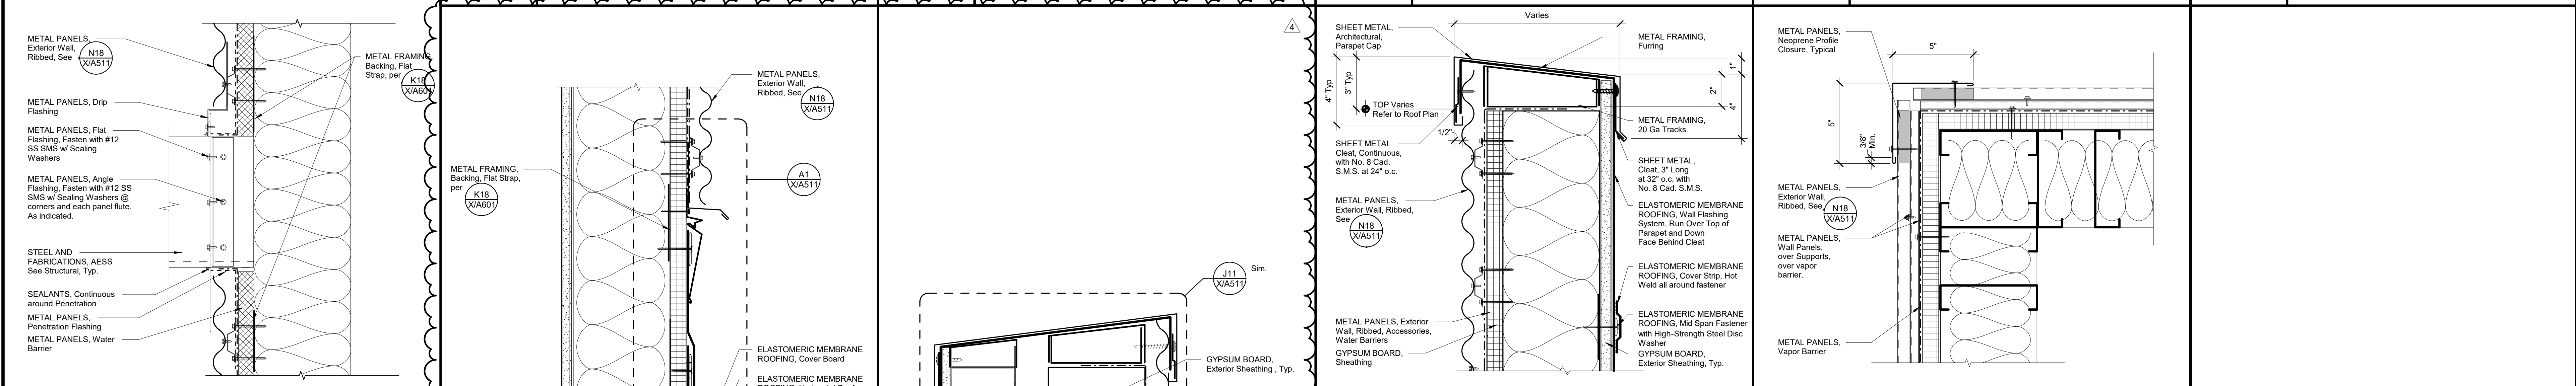 METAL PANELS,
Exterior Wall,
Ribbed, See
N18
X/A511
METAL FRAMING,
Backing, Flat
Strap, per
K18
X/A601
METAL PANELS, Drip
Flashing
METAL PANELS, Flat
Flashing, Fasten with #12
SS SMS w/ Sealing
Washers
METAL PANELS, Angle
Flashing, Fasten with #12 SS
SMS w/ Sealing Washers @
corners and each panel flute.
As indicated.
STEEL AND
FABRICATIONS, AESS
See Structural, Typ.
SEALANTS, Continuous
around Penetration
METAL PANELS,
Penetration Flashing
METAL PANELS, Water
Barrier
METAL PANELS,
Exterior Wall,
Ribbed, See
N18
X/A511
METAL FRAMING,
Backing, Flat Strap,
per
K18
X/A601
A1
X/A511
ELASTOMERIC MEMBRANE
ROOFING, Cover Board
ELASTOMERIC MEMBRANE
4
J11
X/A511
Sim.
GYPSUM BOARD,
Exterior Sheathing , Typ.
SHEET METAL,
Architectural,
Parapet Cap
Varies
METAL FRAMING,
Furring
4" Typ
3" Typ
TOP Varies
Refer to Roof Plan
1"
2"
4"
1/2"
METAL FRAMING,
20 Ga Tracks
SHEET METAL
Cleat, Continuous,
with No. 8 Cad.
S.M.S. at 24" o.c.
SHEET METAL,
Cleat, 3" Long
at 32" o.c. with
No. 8 Cad. S.M.S.
METAL PANELS,
Exterior Wall, Ribbed,
See
N18
X/A511
ELASTOMERIC MEMBRANE
ROOFING, Wall Flashing
System, Run Over Top of
Parapet and Down
Face Behind Cleat
ELASTOMERIC MEMBRANE
ROOFING, Cover Strip, Hot
Weld all around fastener
METAL PANELS, Exterior
Wall, Ribbed, Accessories,
Water Barriers
GYPSUM BOARD,
Sheathing
ELASTOMERIC MEMBRANE
ROOFING, Mid Span Fastener
with High-Strength Steel Disc
Washer
GYPSUM BOARD,
Exterior Sheathing, Typ.
METAL PANELS,
Neoprene Profile
Closure, Typical
5"
5"
3/8"
Min.
METAL PANELS,
Exterior Wall,
Ribbed, See
N18
X/A511
METAL PANELS,
Wall Panels,
over Supports,
over vapor
barrier.
METAL PANELS,
Vapor Barrier